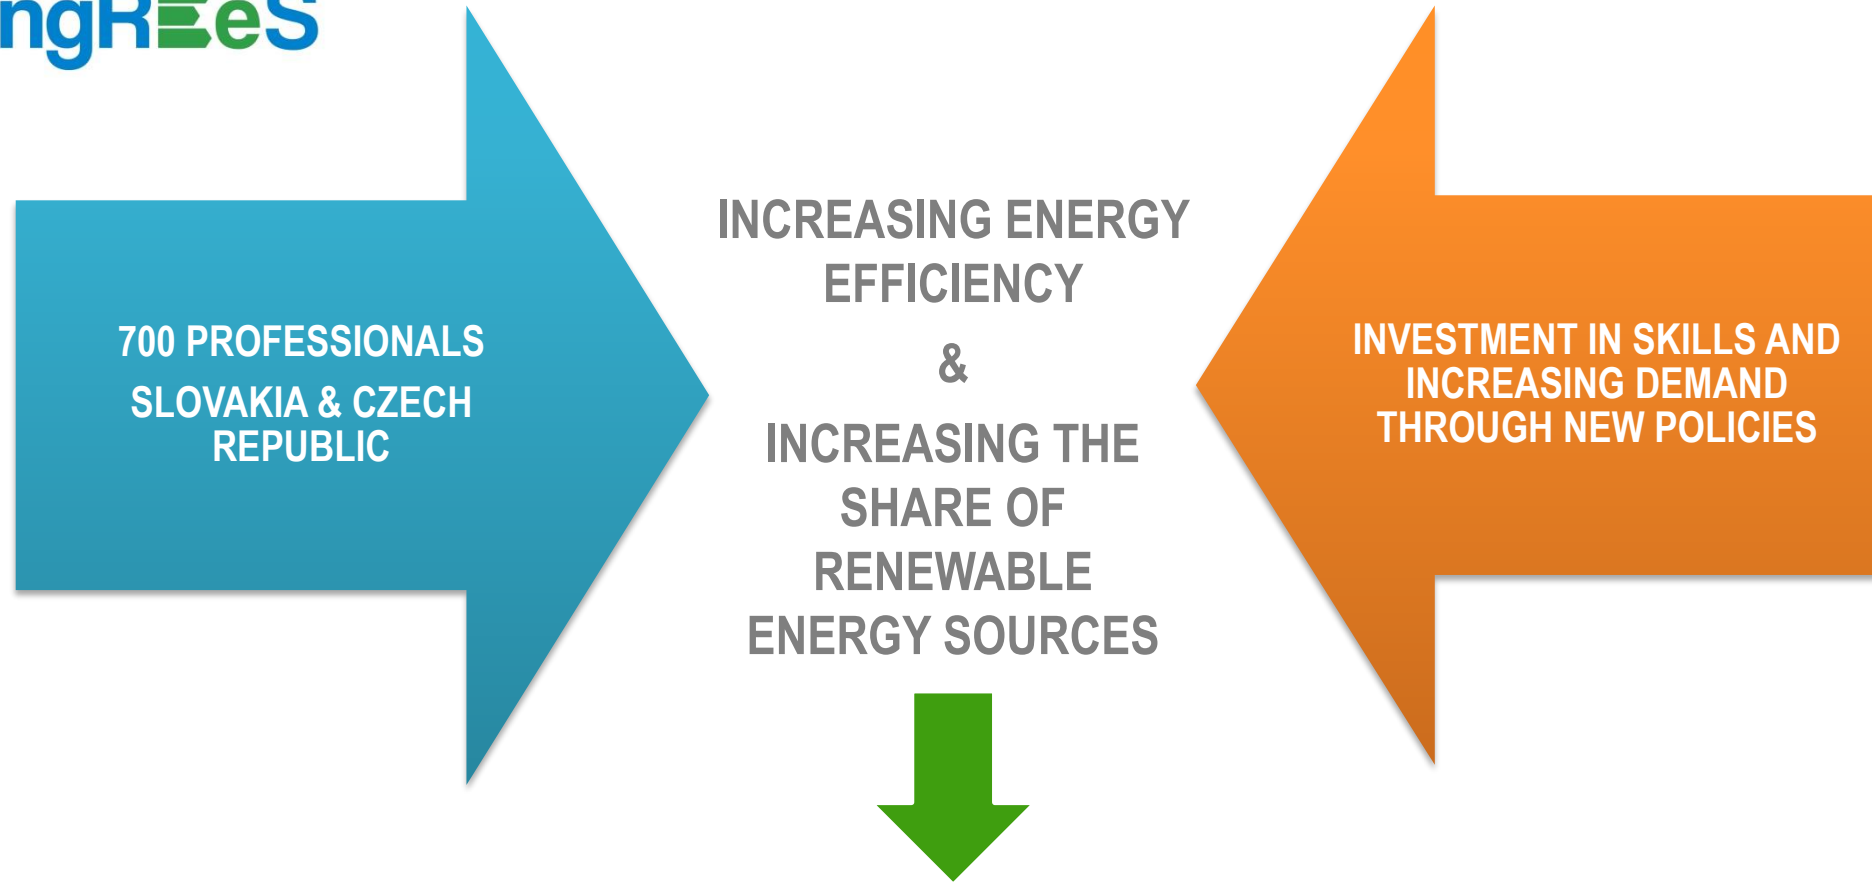 ngREeS
700 PROFESSIONALS
SLOVAKIA & CZECH
REPUBLIC
INCREASING ENERGY
EFFICIENCY
&
INCREASING THE
SHARE OF
RENEWABLE
ENERGY SOURCES
INVESTMENT IN SKILLS AND
INCREASING DEMAND
THROUGH NEW POLICIES